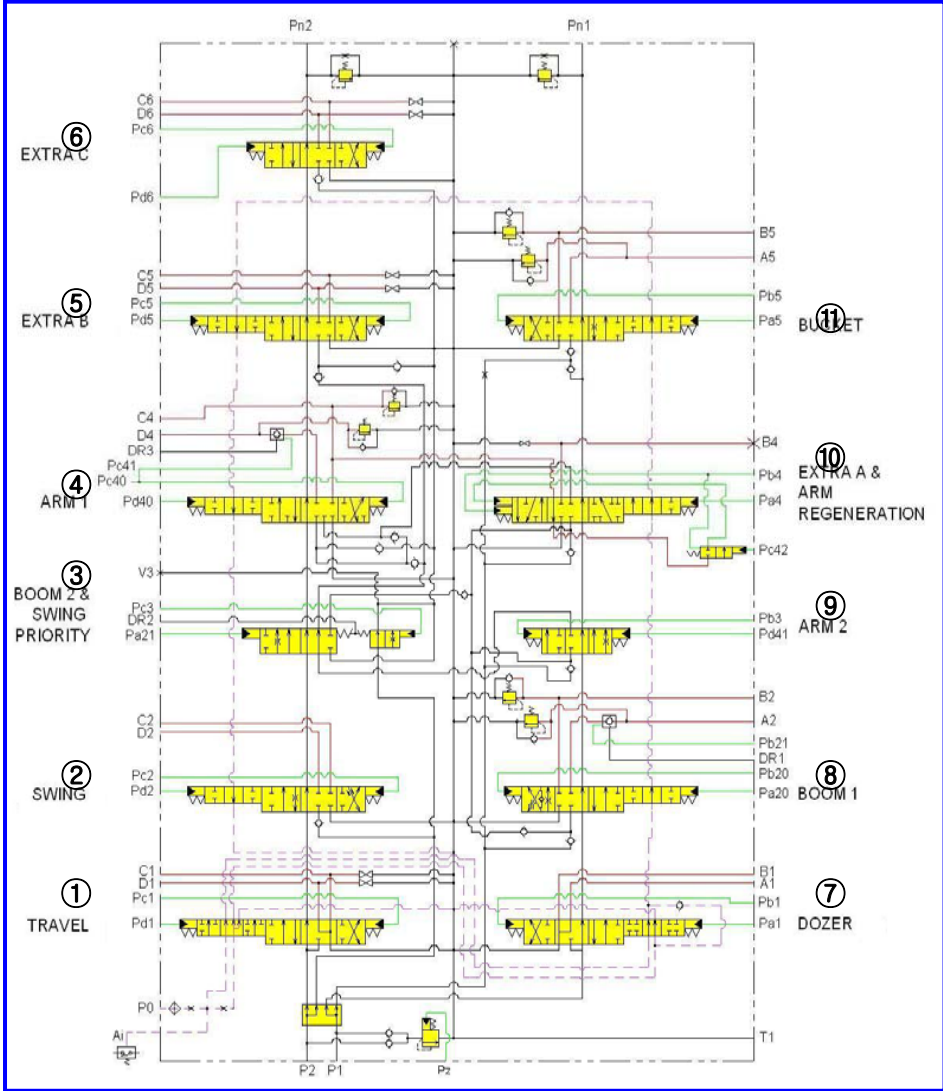 Pn2
Pn1
C6
D6
⑥
Pc6
EXTRA C
Pd6
B5
A5
C5
D5
⑤
Pc5
Pb5
EXTRA B
Pd5
Pa5
⑪
BUCKET
C4
D4
DR3
B4
Pc41
Pc40
④
ARM 1
Pd40
⑩
Pb4
EXTRA A &
Pa4
ARM
REGENERATION
Pc42
③
V3
BOOM 2 &
SWING
PRIORITY
Pc3
DR2
Pa21
⑨
Pb3
ARM 2
Pd41
B2
C2
D2
A2
Pb21
DR1
②
Pc2
SWING
Pd2
⑧
Pb20
Pa20
BOOM 1
C1
D1
B1
A1
①
Pc1
TRAVEL
Pd1
⑦
Pb1
Pa1
DOZER
P0
Ai
T1
P2
P1
Pz